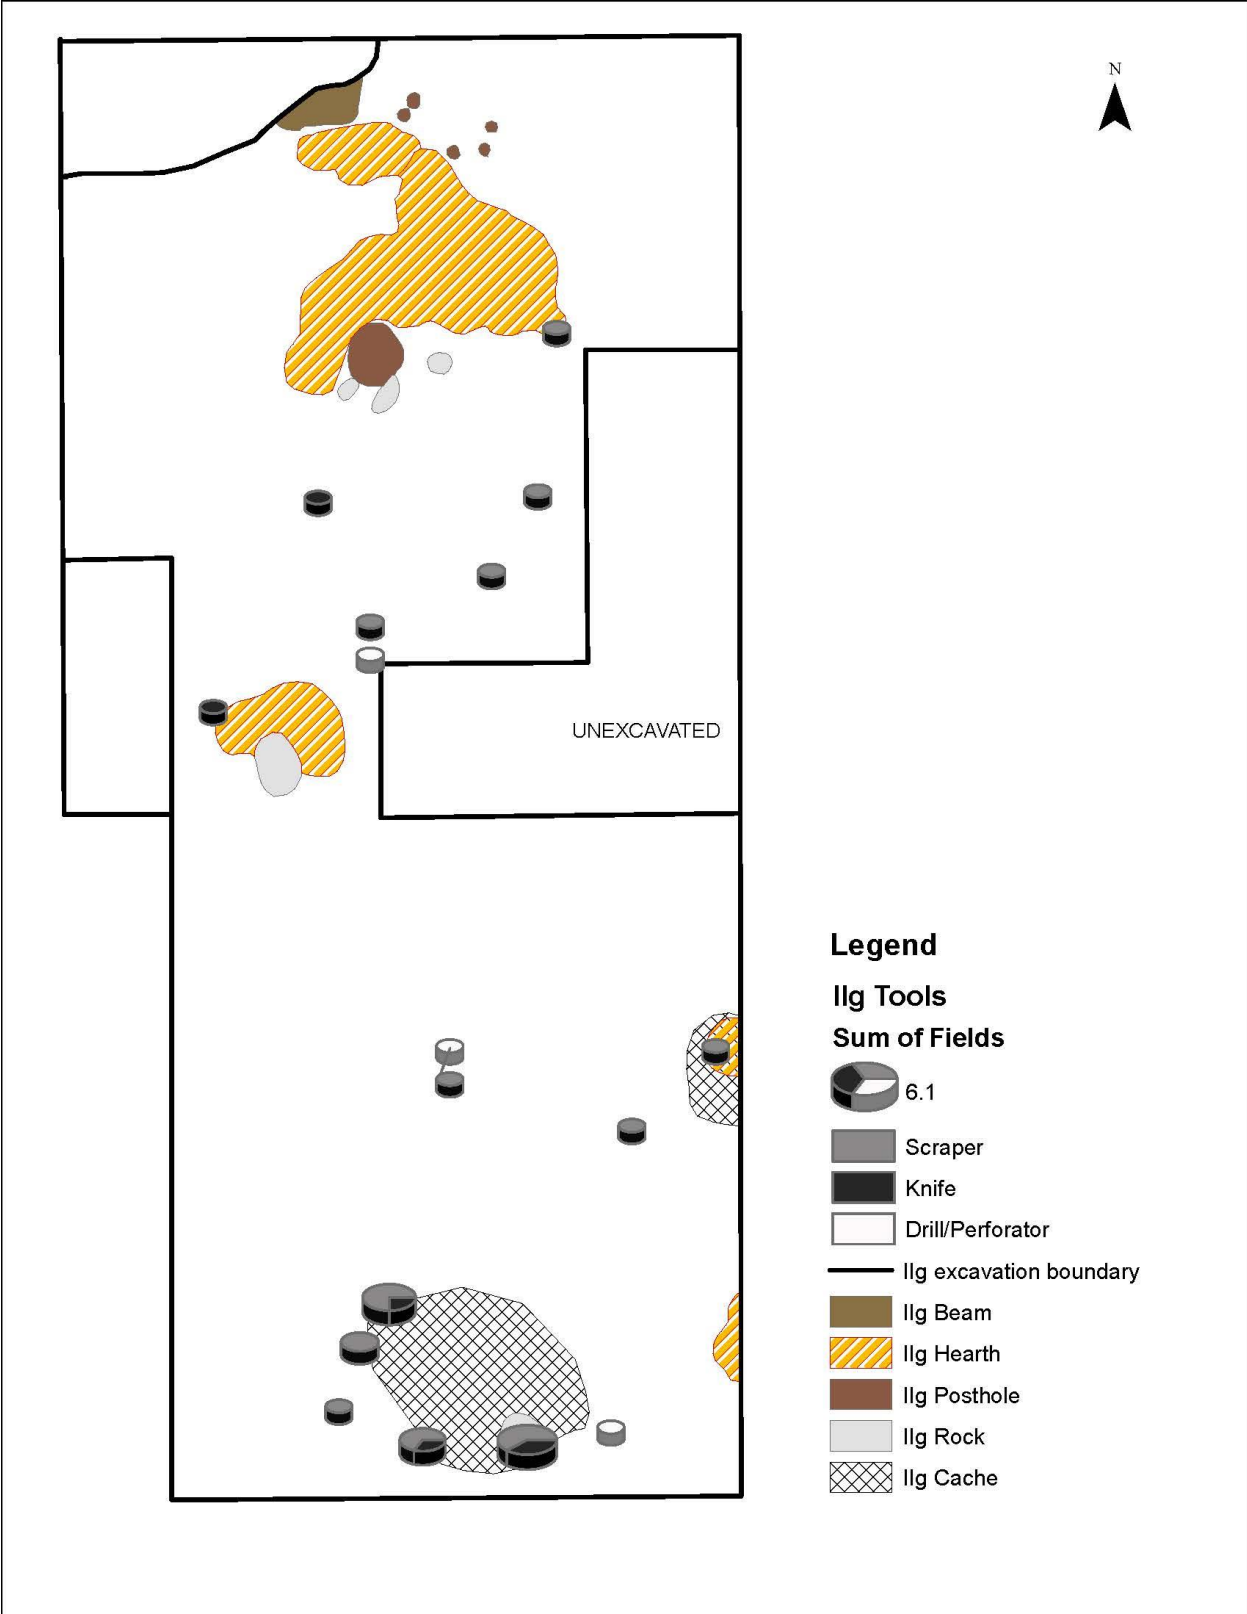 N
UNEXCAVATED
Legend
IIg Tools
Sum of Fields
6.1
Scraper
Knife
Drill/Perforator
IIg excavation boundary
IIg Beam
IIg Hearth
IIg Posthole
IIg Rock
IIg Cache